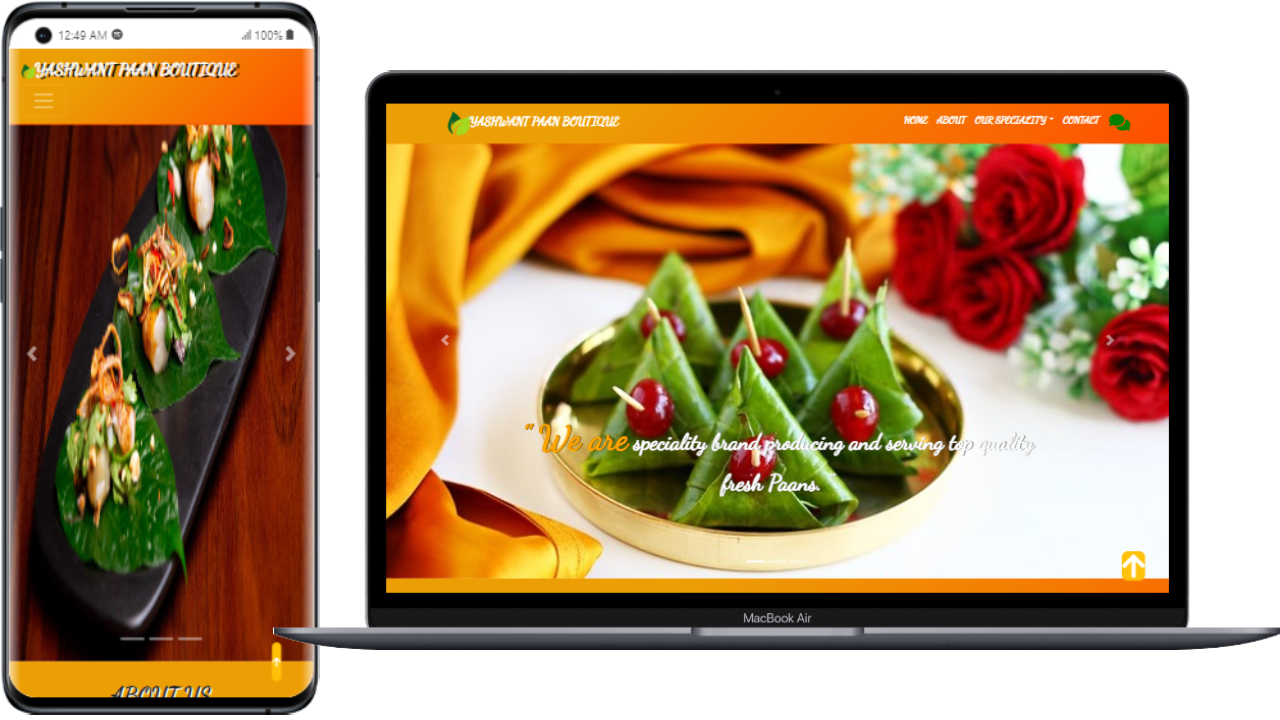 12:49 AM
100%
YASHWANT PAAN BOUTIQUE
ABOUT US
YASHWANT PAAN BOUTIQUE
HOME ABOUT OUR SPECIALITY CONTACT
" We are speciality brand producing and serving top quality
fresh Paans."
MacBook Air